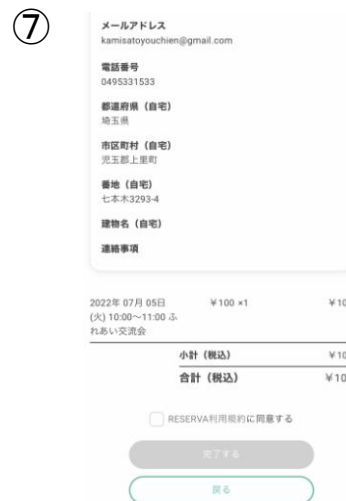 ⑦
メールアドレス
kamisatoyouchien@gmail.com
電話番号
0495331533
都道府県（自宅）
埼玉県
市区町村（自宅）
児玉郡上里町
番地（自宅）
七本木3293-4
建物名（自宅）
連絡事項
2022年 07月 05日 ￥100 ×1 ￥10
(火) 10:00～11:00 ふ
れあい交流会
小計（税込） ￥10
合計（税込） ￥10
RESERVA利用規約に同意する
完了する
戻る